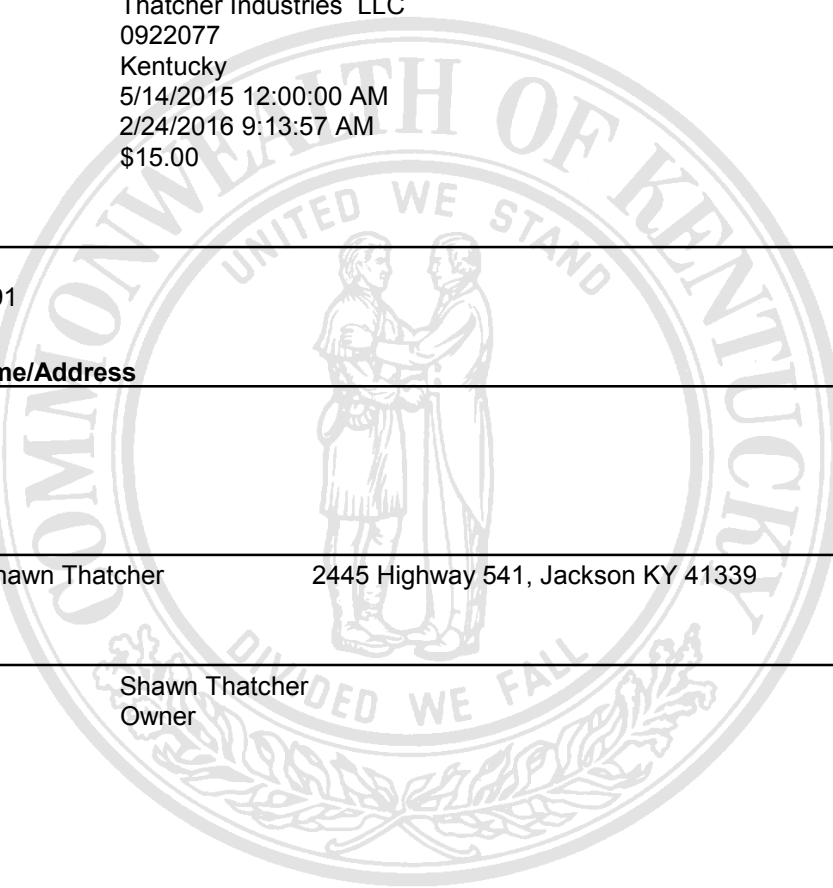 Thatcher Industries LLC
0922077
Kentucky
5/14/2015 12:00:00 AM
2/24/2016 9:13:57 AM
$15.00
91
me/Address
hawn Thatcher 2445 Highway 541, Jackson KY 41339
Shawn Thatcher
Owner
COMMONWEALTH OF KENTUCKY
UNITED WE STAND
DIVIDED WE FALL